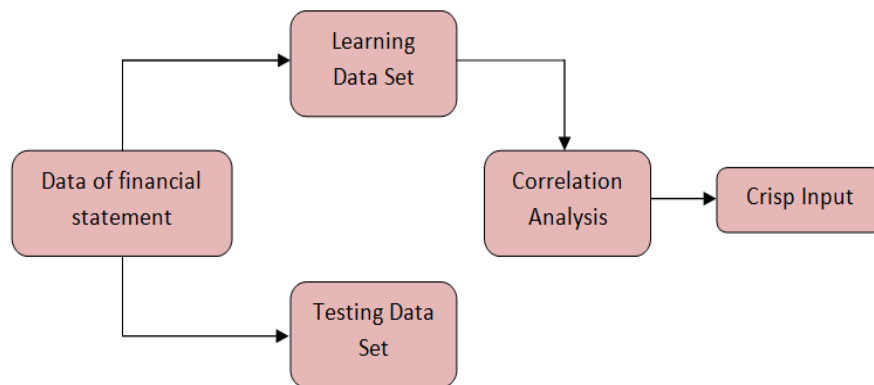 Learning
Data Set
Data of financial
statement
Correlation
Analysis
Crisp Input
Testing Data
Set